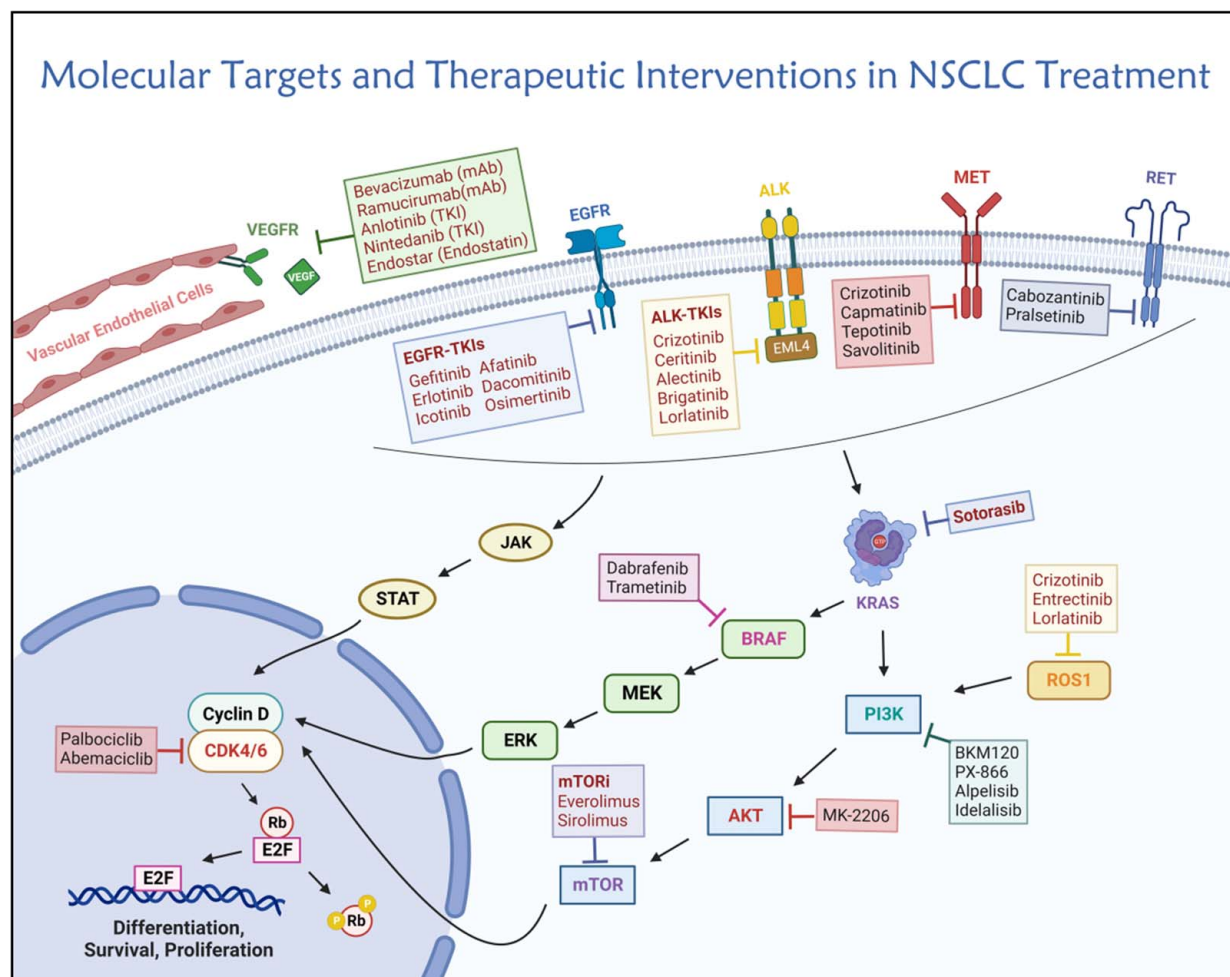 Molecular Targets and Therapeutic Interventions in NSCLC Treatment
VEGFR
VEGF
Vascular Endothelial Cells
Bevacizumab (mAb)
Ramucirumab(mAb)
Anlotinib (TKI)
Nintedanib (TKI)
Endostar (Endostatin)
EGFR
EGFR-TKIs
Gefitinib Afatinib
Erlotinib Dacomitinib
Icotinib Osimertinib
ALK
ALK-TKIs
Crizotinib
Ceritinib
Alectinib
Brigatinib
Lorlatinib
EML4
MET
Crizotinib
Capmatinib
Tepotinib
Savolitinib
RET
Cabozantinib
Pralsetinib
JAK
STAT
GTP
KRAS
Sotorasib
Dabrafenib
Trametinib
BRAF
MEK
ERK
Crizotinib
Entrectinib
Lorlatinib
ROS1
PI3K
BKM120
PX-866
Alpelisib
Idelalisib
AKT
MK-2206
mTORi
Everolimus
Sirolimus
mTOR
Cyclin D
CDK4/6
Palbociclib
Abemaciclib
Rb
E2F
E2F
P
Rb
P
Differentiation,
Survival, Proliferation